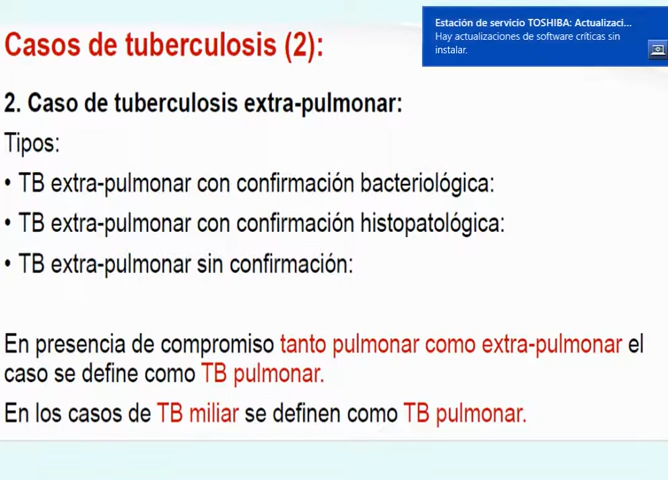 Estación de servicio TOSHIBA: Actualizaci...
Hay actualizaciones de software críticas sin
instalar.
Casos de tuberculosis (2):
2. Caso de tuberculosis extra-pulmonar:
Tipos:
• TB extra-pulmonar con confirmación bacteriológica:
• TB extra-pulmonar con confirmación histopatológica:
• TB extra-pulmonar sin confirmación:
En presencia de compromiso tanto pulmonar como extra-pulmonar el
caso se define como TB pulmonar.
En los casos de TB miliar se definen como TB pulmonar.